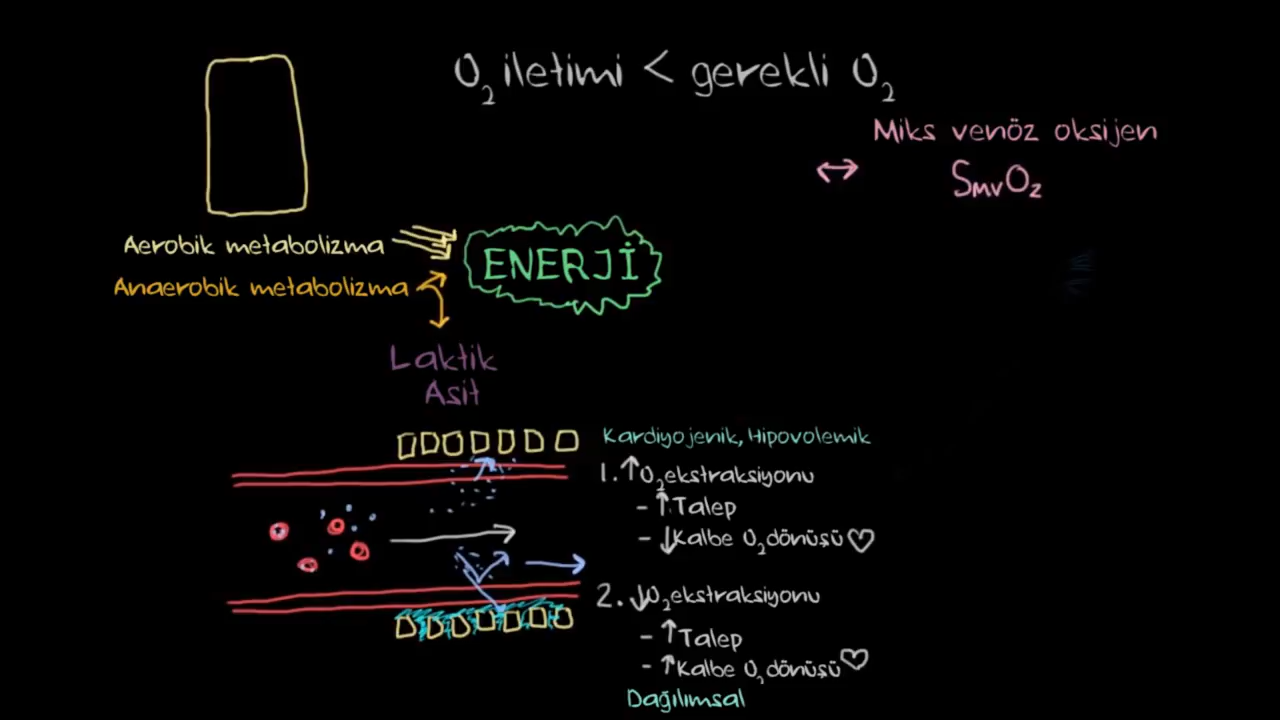 O₂ iletimi < gerekli O₂
Miks venöz oksijen
↔ SmvO₂
Aerobik metabolizma
ENERJİ
Anaerobik metabolizma
Laktik
Asit
Kardiyojenik, Hipovolemik
1. ↑O₂ ekstraksiyonu
- ↑Talep
- ↓Kalbe O₂ dönüşü ♡
2. ↓O₂ ekstraksiyonu
- ↑Talep
- ↑Kalbe O₂ dönüşü ♡
Dağılımsal